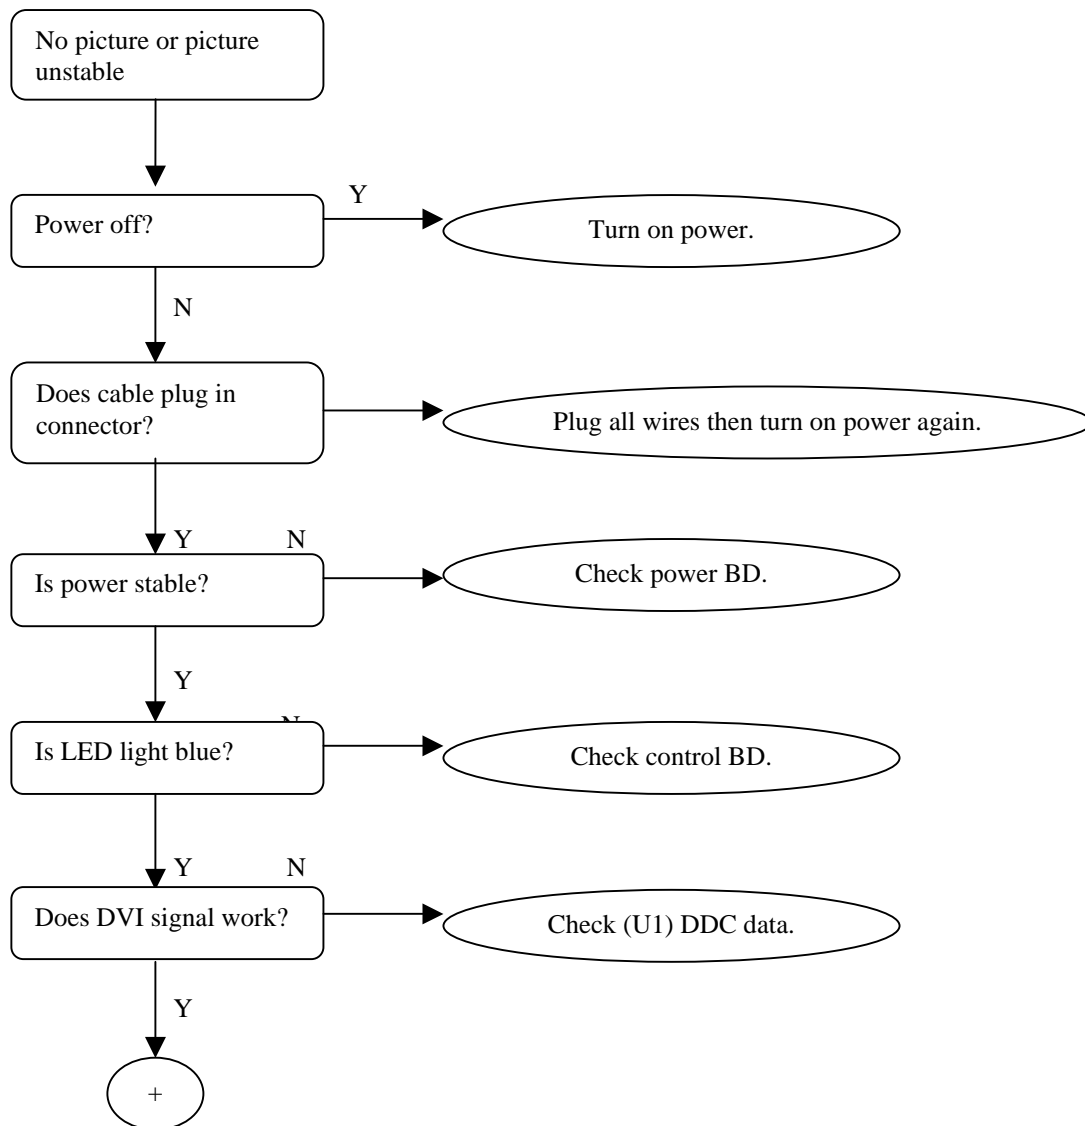 No picture or picture
unstable
Y
Power off?
Turn on power.
N
Does cable plug in
connector?
Plug all wires then turn on power again.
Y
N
Is power stable?
Check power BD.
Y
N
Is LED light blue?
Check control BD.
Y
N
Does DVI signal work?
Check (U1) DDC data.
Y
+